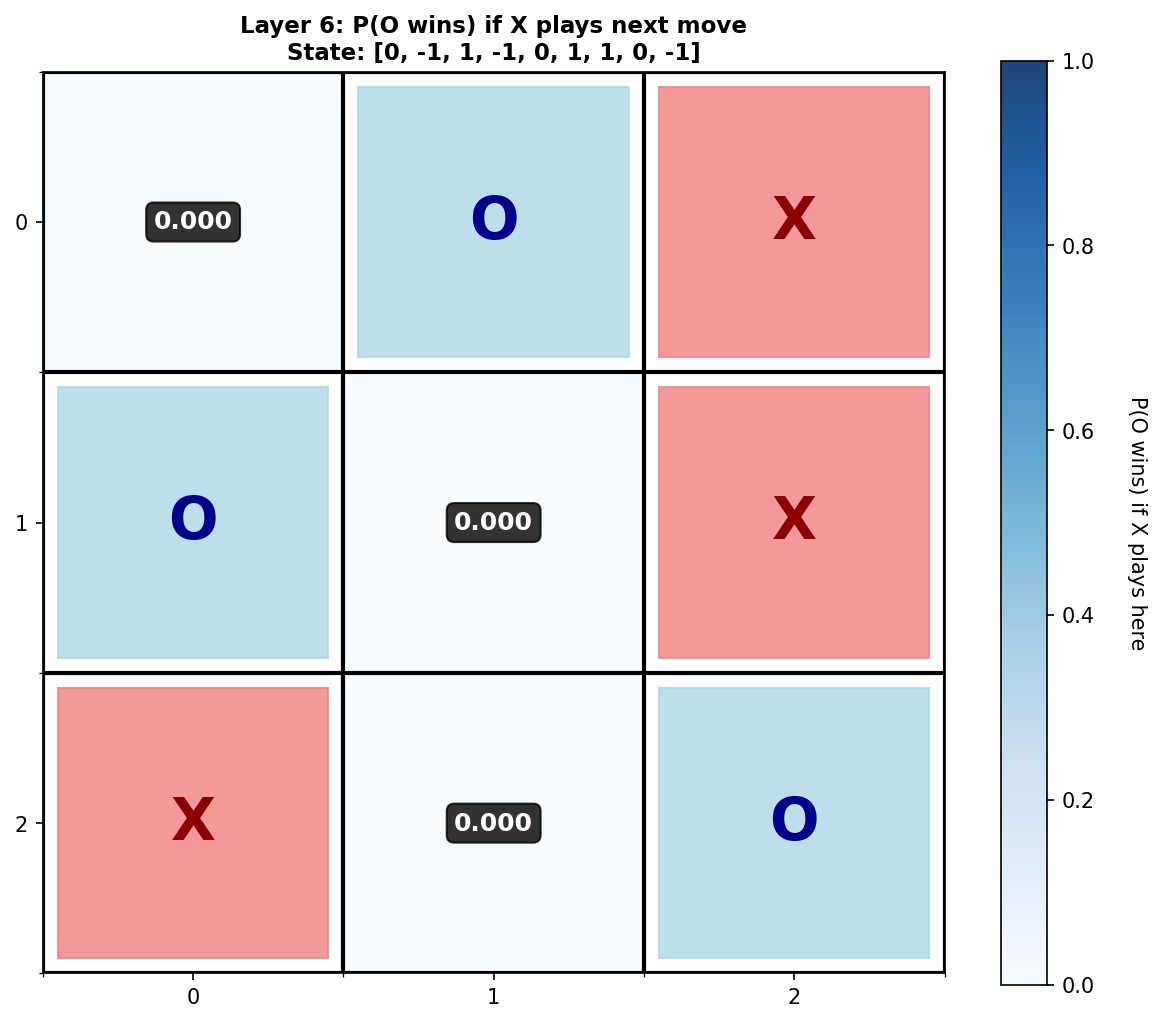 Layer 6: P(O wins) if X plays next move
State: [0, -1, 1, -1, 0, 1, 1, 0, -1]
0
0.000
O
X
1
O
0.000
X
2
X
0.000
O
0
1
2
1.0
0.8
0.6
0.4
0.2
0.0
P(O wins) if X plays here